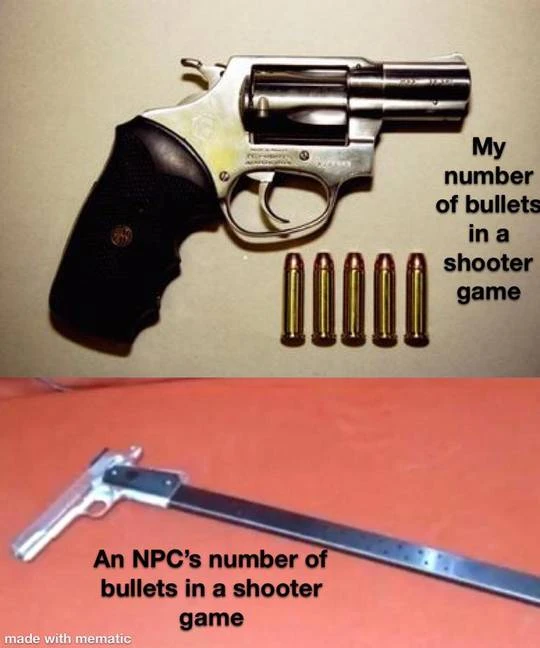 My
number
of bullets
in a
shooter
game
An NPC’s number of
bullets in a shooter
game
made with mematic